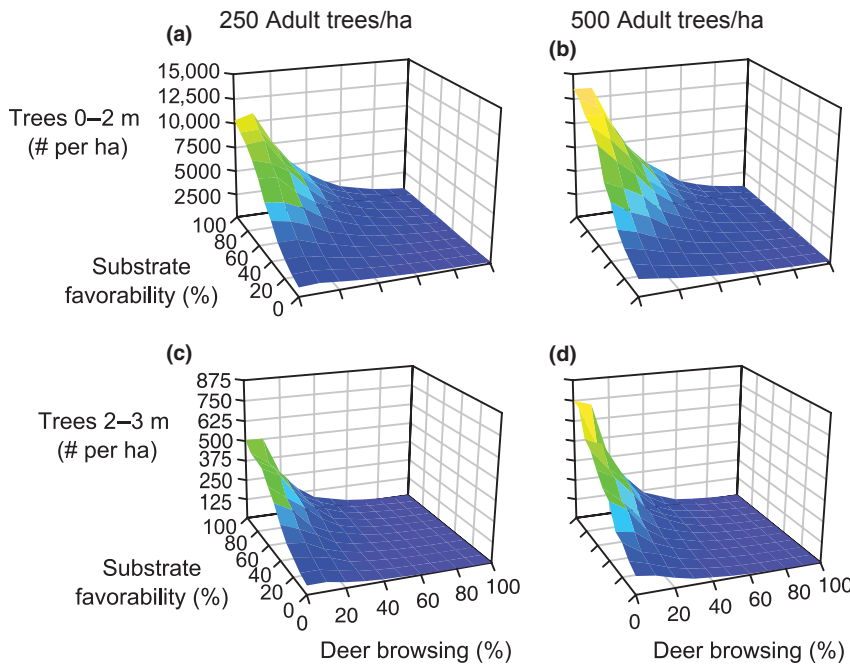 250 Adult trees/ha
500 Adult trees/ha
(a)
(b)
15,000
12,500
10,000
7500
5000
2500
Trees 0–2 m
(# per ha)
100
80
60
40
20
0
Substrate
favorability (%)
(c)
(d)
875
750
625
500
375
250
125
Trees 2–3 m
(# per ha)
100
80
60
40
20
0
Substrate
favorability (%)
0
20
40
60
80
100
0
20
40
60
80
100
Deer browsing (%)
Deer browsing (%)